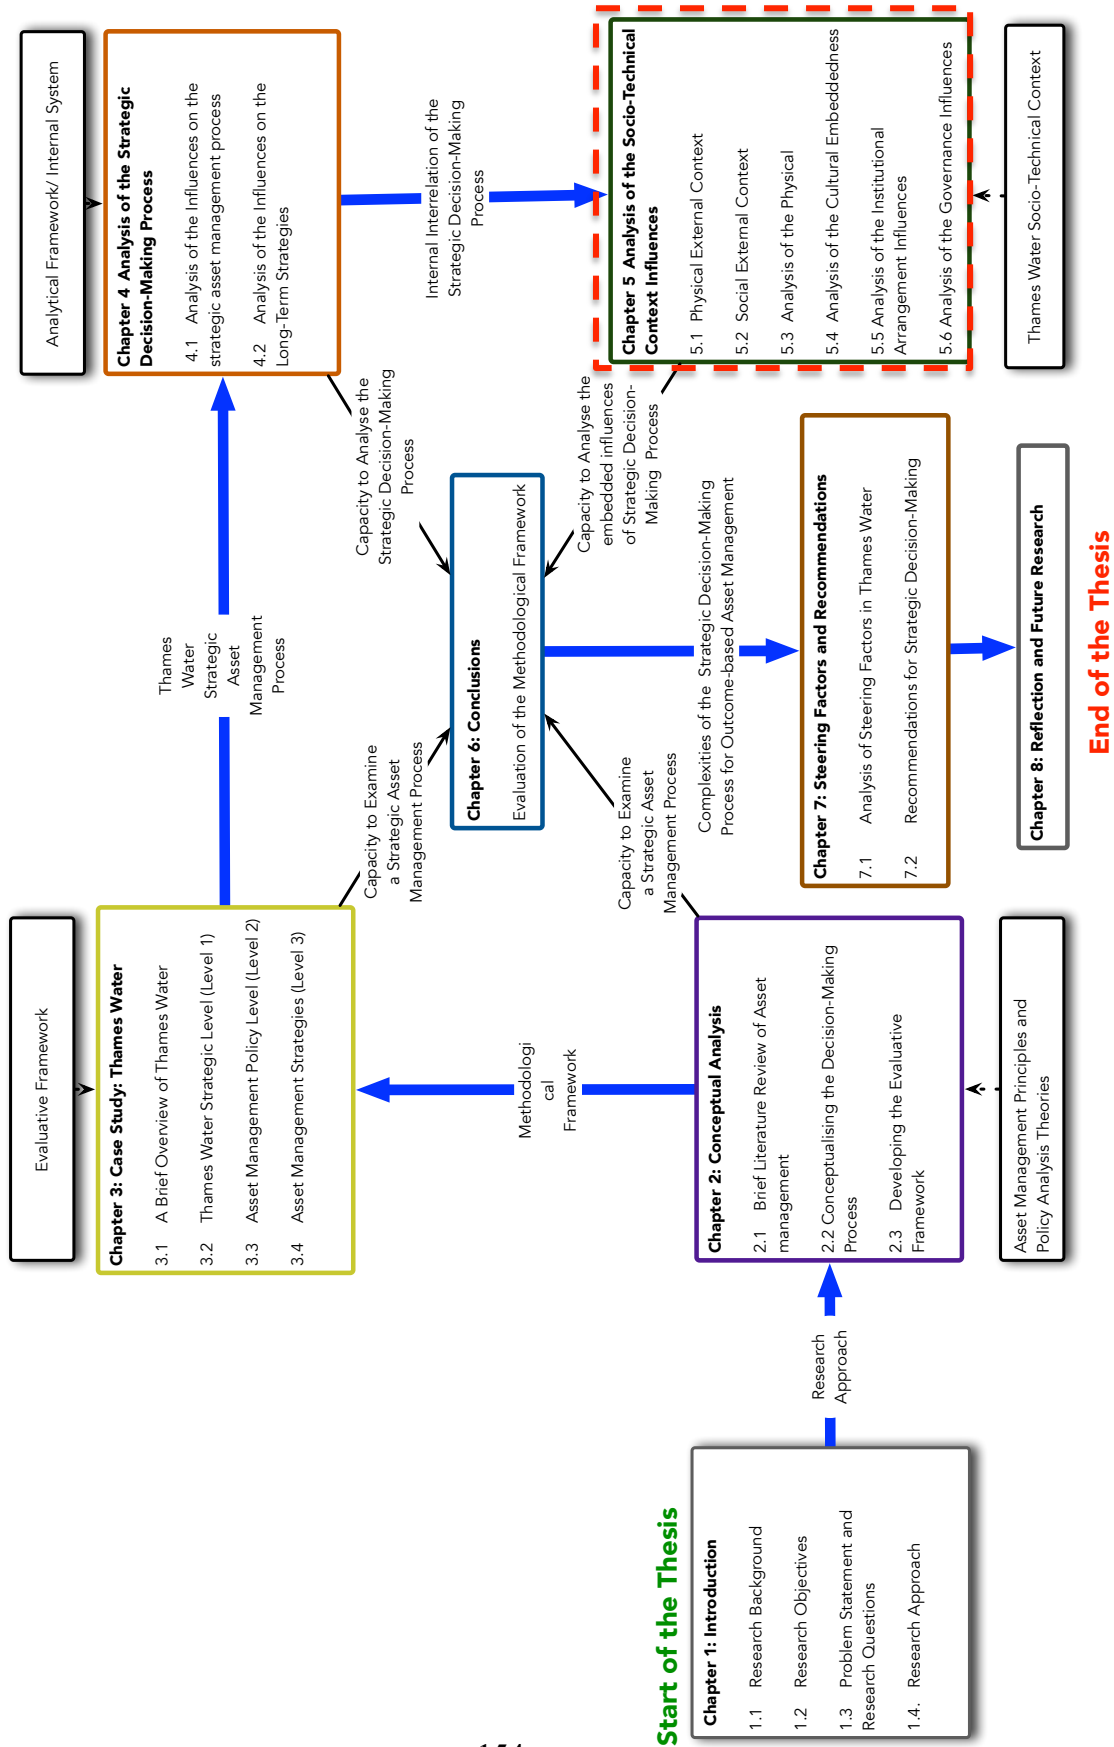 Start of the Thesis
Chapter 1: Introduction
1.1 Research Background
1.2 Research Objectives
1.3 Problem Statement and
Research Questions
1.4. Research Approach
Research
Approach
Chapter 2: Conceptual Analysis
2.1 Brief Literature Review of Asset
management
2.2 Conceptualising the Decision-Making
Process
2.3 Developing the Evaluative
Framework
Asset Management Principles and
Policy Analysis Theories
Methodologi
cal
Framework
Evaluative Framework
Chapter 3: Case Study: Thames Water
3.1 A Brief Overview of Thames Water
3.2 Thames Water Strategic Level (Level 1)
3.3 Asset Management Policy Level (Level 2)
3.4 Asset Management Strategies (Level 3)
Thames
Water
Strategic
Asset
Management
Process
Capacity to Examine
a Strategic Asset
Management Process
Capacity to Examine
a Strategic Asset
Management Process
Analytical Framework/ Internal System
Chapter 4 Analysis of the Strategic
Decision-Making Process
4.1 Analysis of the Influences on the
strategic asset management process
4.2 Analysis of the Influences on the
Long-Term Strategies
Capacity to Analyse the
Strategic Decision-Making
Process
Internal Interrelation of the
Strategic Decision-Making
Process
Chapter 5 Analysis of the Socio-Technical
Context Influences
5.1 Physical External Context
5.2 Social External Context
5.3 Analysis of the Physical
5.4 Analysis of the Cultural Embeddedness
5.5 Analysis of the Institutional
Arrangement Influences
5.6 Analysis of the Governance Influences
Thames Water Socio-Technical Context
Capacity to Analyse the
embedded influences
of Strategic Decision-
Making Process
Chapter 6: Conclusions
Evaluation of the Methodological Framework
Complexities of the Strategic Decision-Making
Process for Outcome-based Asset Management
Chapter 7: Steering Factors and Recommendations
7.1 Analysis of Steering Factors in Thames Water
7.2 Recommendations for Strategic Decision-Making
Chapter 8: Reflection and Future Research
End of the Thesis